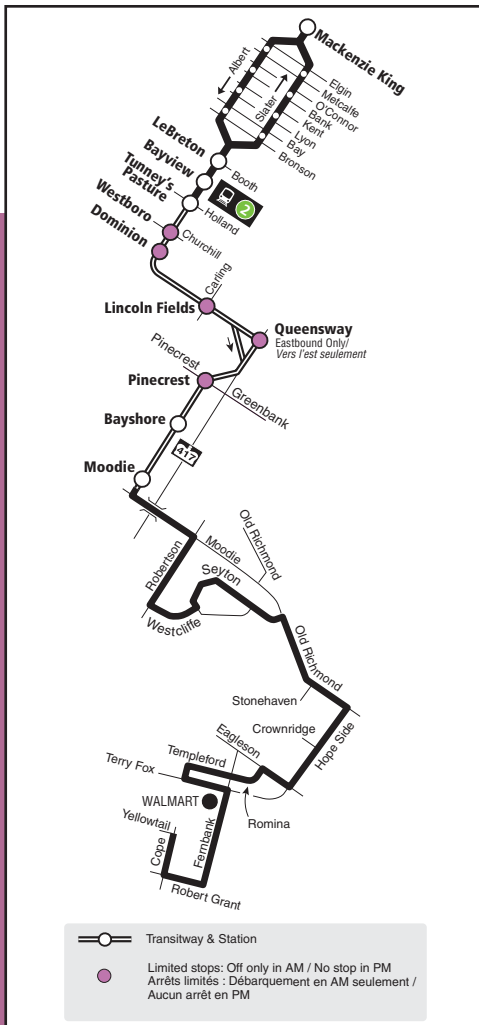 Mackenzie King
Albert
Slater
Elgin
Metcalfe
O'Connor
Bank
Kent
Lyon
Bay
Bronson
LeBreton
Booth
Bayview
2
Tunney's
Pasture
Holland
Westboro
Churchill
Dominion
Carling
Lincoln Fields
Queensway
Eastbound Only/
Vers l'est seulement
Pinecrest
Pinecrest
Greenbank
Bayshore
417
Moodie
Old Richmond
Moodie
Robertson
Seyton
Westcliffe
Old Richmond
Stonehaven
Crownridge
Hope Side
Eagleson
Templeford
Terry Fox
WALMART
Romina
Yellowtail
Cope
Fernbank
Robert Grant
Transitway & Station
Limited stops: Off only in AM / No stop in PM
Arrêts limités : Débarquement en AM seulement /
Aucun arrêt en PM